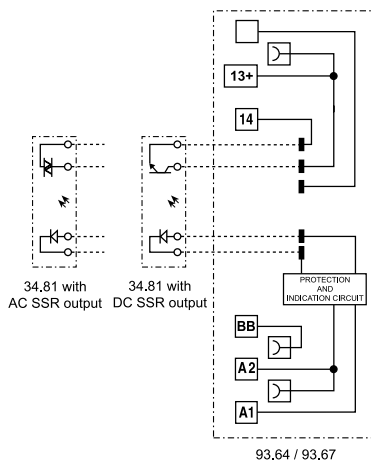 13+
14
34.81 with
AC SSR output
34.81 with
DC SSR output
PROTECTION
AND
INDICATION CIRCUIT
BB
A2
A1
93.64 / 93.67